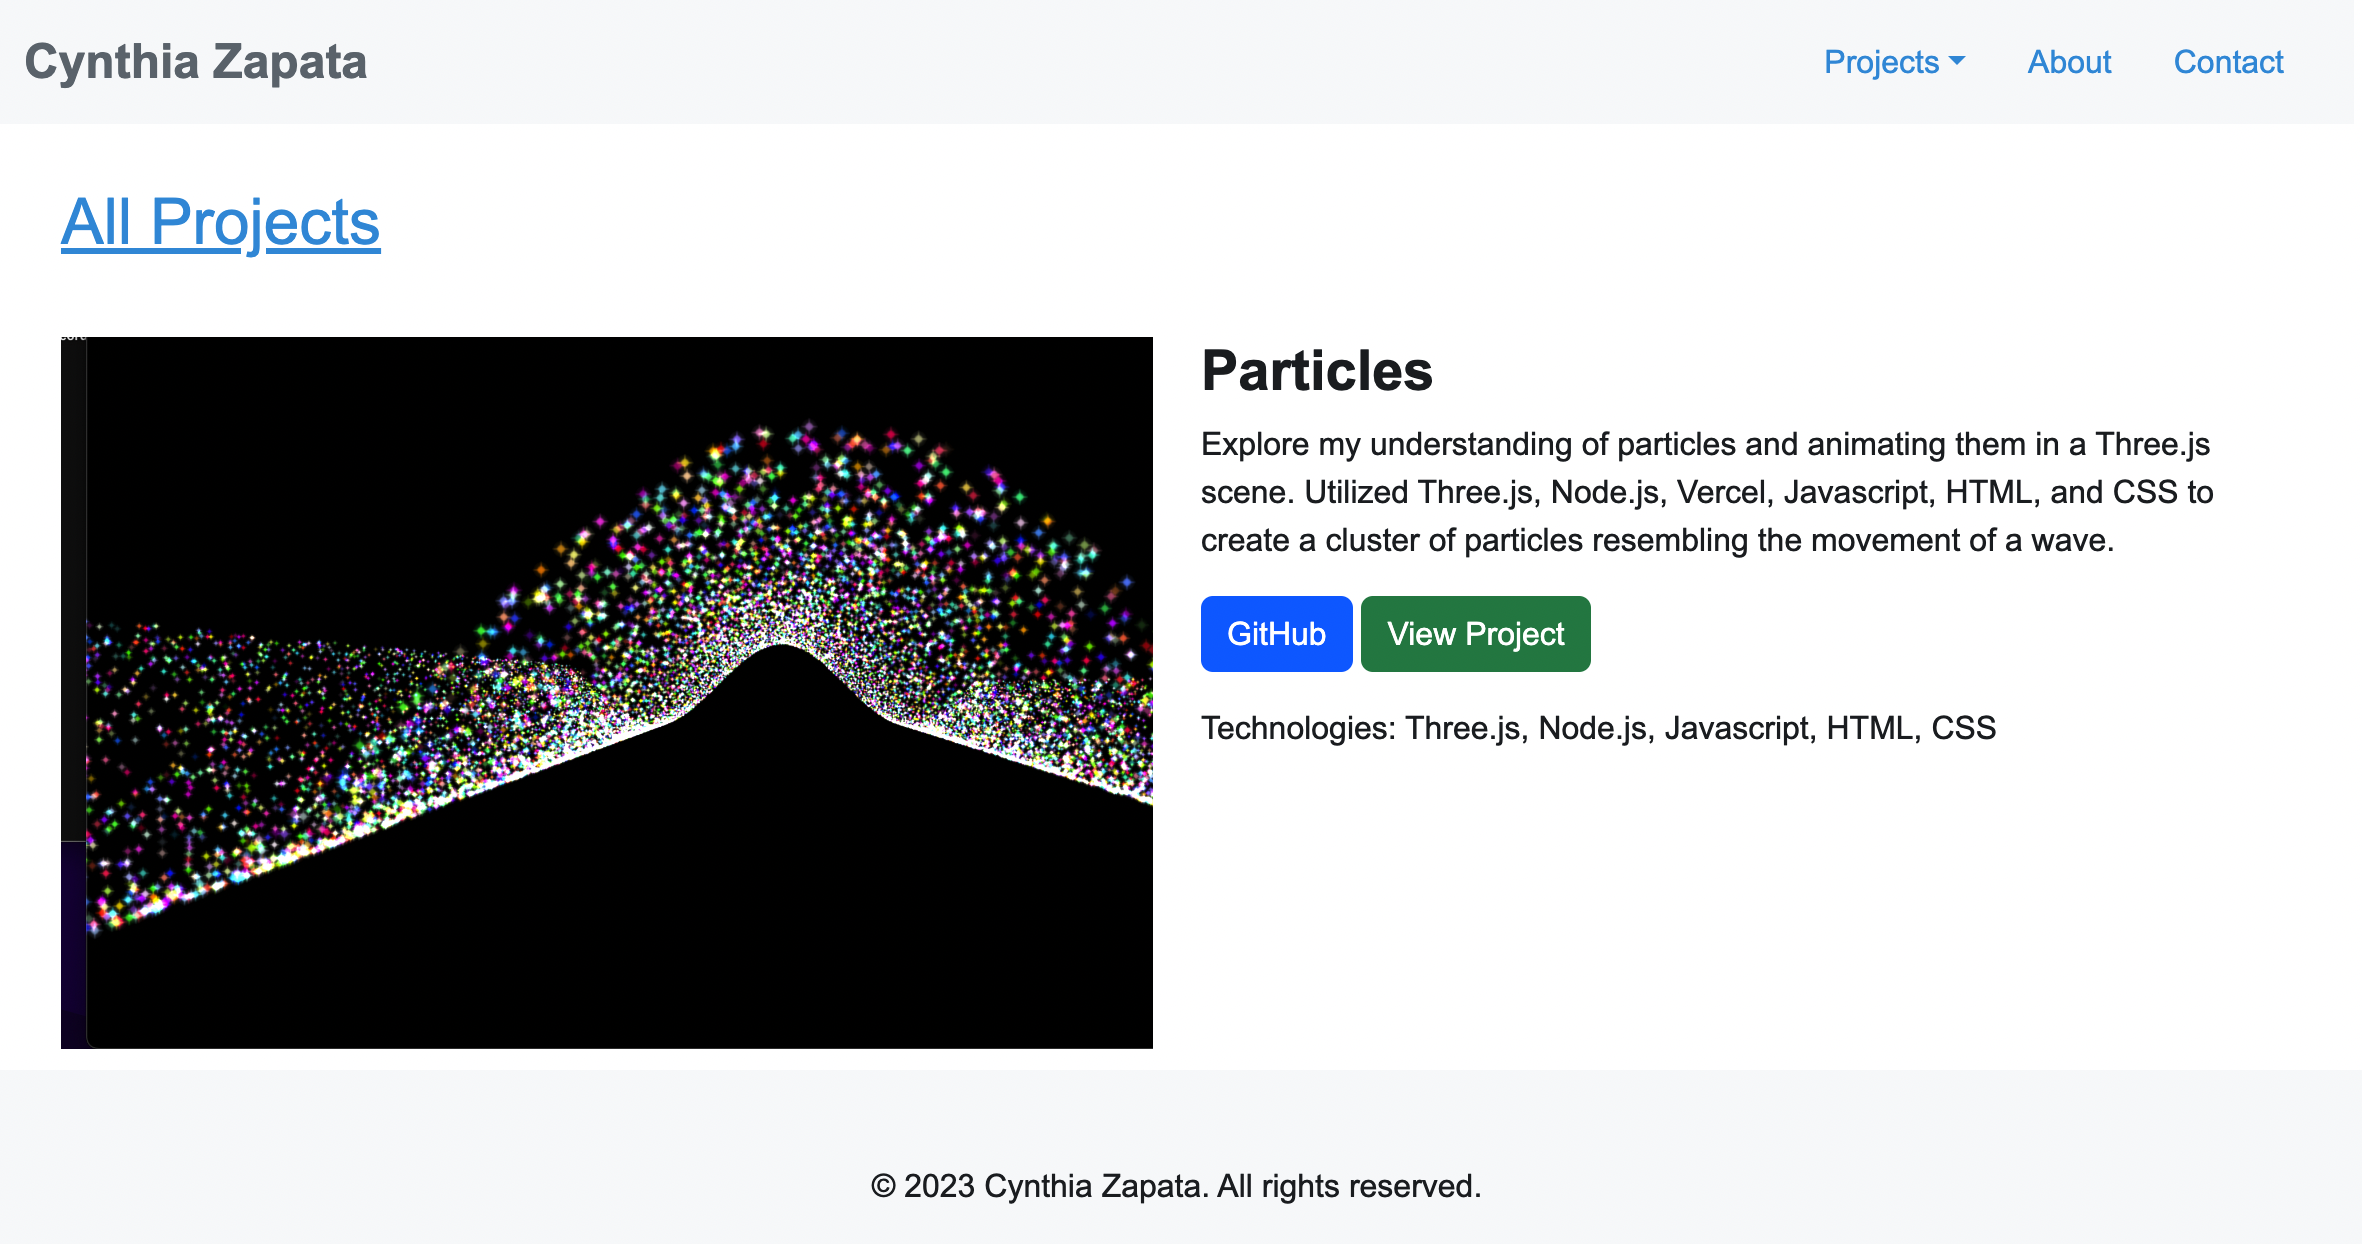 Cynthia Zapata
Projects About Contact
All Projects
Particles
Explore my understanding of particles and animating them in a Three.js
scene. Utilized Three.js, Node.js, Vercel, Javascript, HTML, and CSS to
create a cluster of particles resembling the movement of a wave.
GitHub View Project
Technologies: Three.js, Node.js, Javascript, HTML, CSS
© 2023 Cynthia Zapata. All rights reserved.